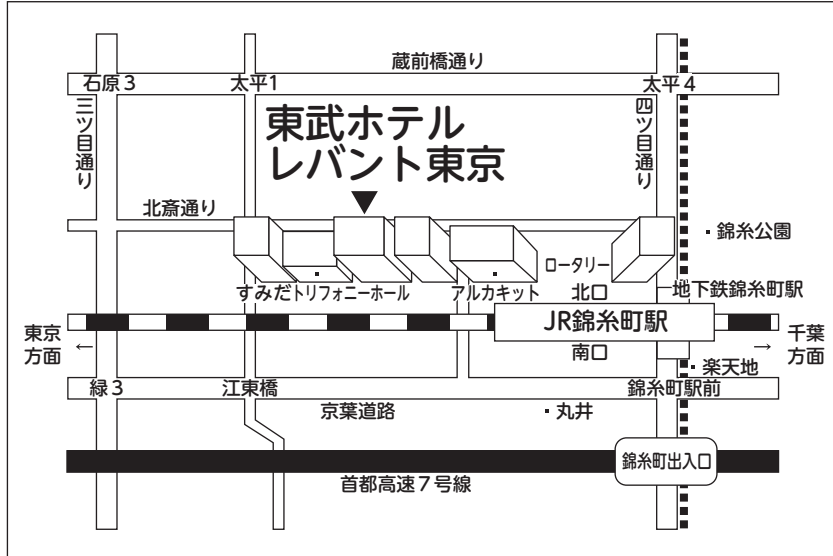 蔵前橋通り
石原3
太平1
太平4
三ツ目通り
四ツ目通り
東武ホテル
レバント東京
北斎通り
錦糸公園
ロータリー
すみだトリフォニーホール
アルカキット
北口
地下鉄錦糸町駅
JR錦糸町駅
東京
方面
←
→
千葉
方面
南口
楽天地
緑3
江東橋
錦糸町駅前
京葉道路
丸井
錦糸町出入口
首都高速7号線